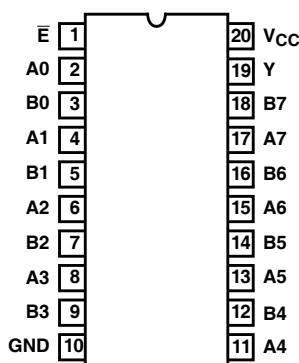 E̅ 1 20 VCC
A0 2 19 Y
B0 3 18 B7
A1 4 17 A7
B1 5 16 B6
A2 6 15 A6
B2 7 14 B5
A3 8 13 A5
B3 9 12 B4
GND 10 11 A4